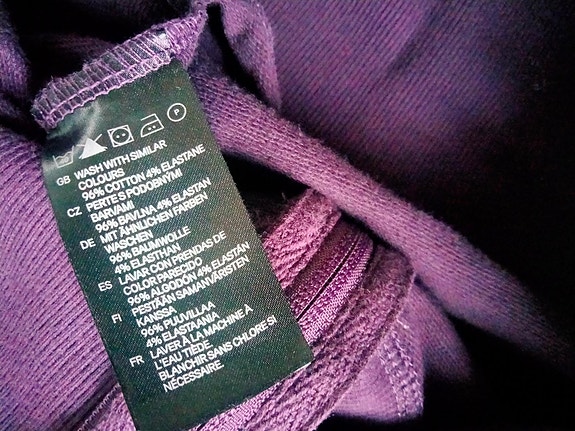 P
GB WASH WITH SIMILAR
COLOURS
96% COTTON 4% ELASTANE
CZ PERTE S PODOBNÝMI
BARVAMI
96% BAVLNA 4% ELASTAN
DE MIT ÄHNLICHEN FARBEN
WASCHEN
96% BAUMWOLLE
4% ELASTHAN
ES LAVAR CON PRENDAS DE
COLOR PARECIDO
96% ALGODÓN 4% ELASTÁN
FI PESTÄÄN SAMANVÄRISTEN
KANSSA
96% PUUVILLAA
4% ELASTAANIA
FR LAVER À LA MACHINE À
L'EAU TIÈDE.
BLANCHIR SANS CHLORE SI
NÉCESSAIRE.